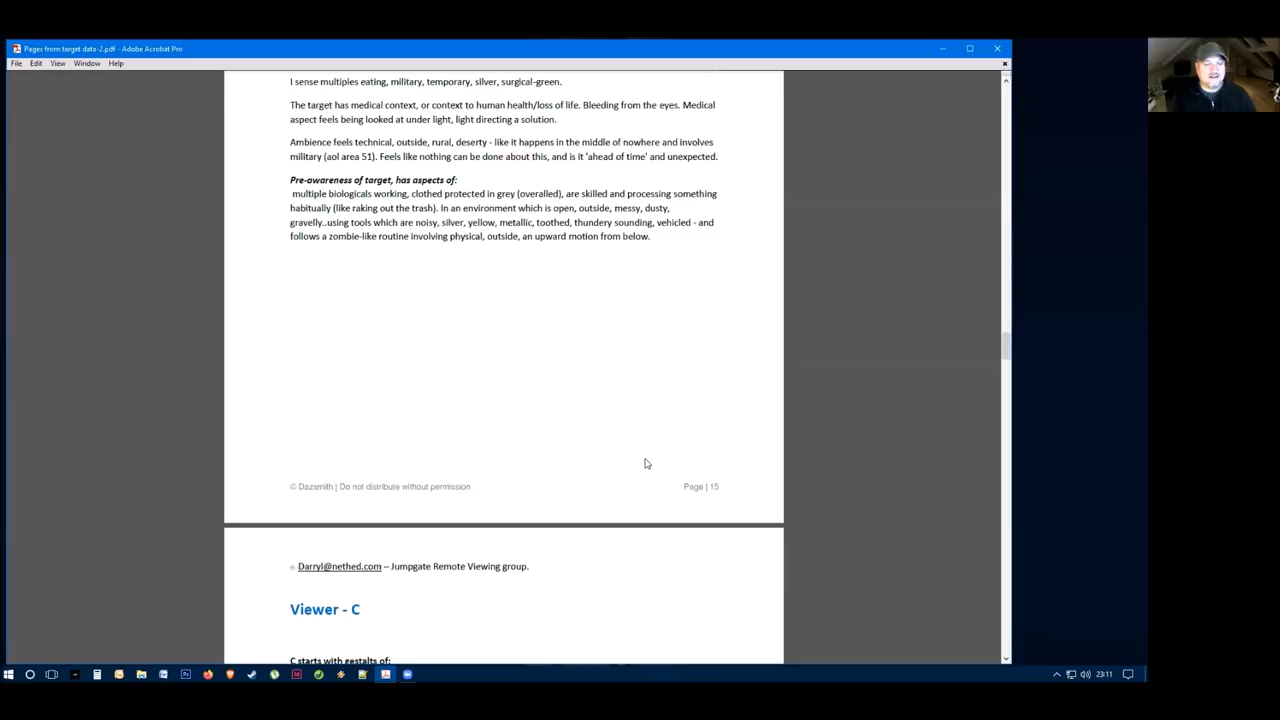 Pages from target data-2.pdf - Adobe Acrobat Pro
File Edit View Window Help
I sense multiples eating, military, temporary, silver, surgical-green.
The target has medical context, or context to human health/loss of life. Bleeding from the eyes. Medical
aspect feels being looked at under light, light directing a solution.
Ambience feels technical, outside, rural, deserty - like it happens in the middle of nowhere and involves
military (aol area 51). Feels like nothing can be done about this, and is it 'ahead of time' and unexpected.
Pre-awareness of target, has aspects of:
multiple biologicals working, clothed protected in grey (overalled), are skilled and processing something
habitually (like raking out the trash). In an environment which is open, outside, messy, dusty,
gravelly..using tools which are noisy, silver, yellow, metallic, toothed, thundery sounding, vehicled - and
follows a zombie-like routine involving physical, outside, an upward motion from below.
© Dazsmith | Do not distribute without permission Page | 15
Darryl@nethed.com – Jumpgate Remote Viewing group.
Viewer - C
C starts with gestalts of:
23:11